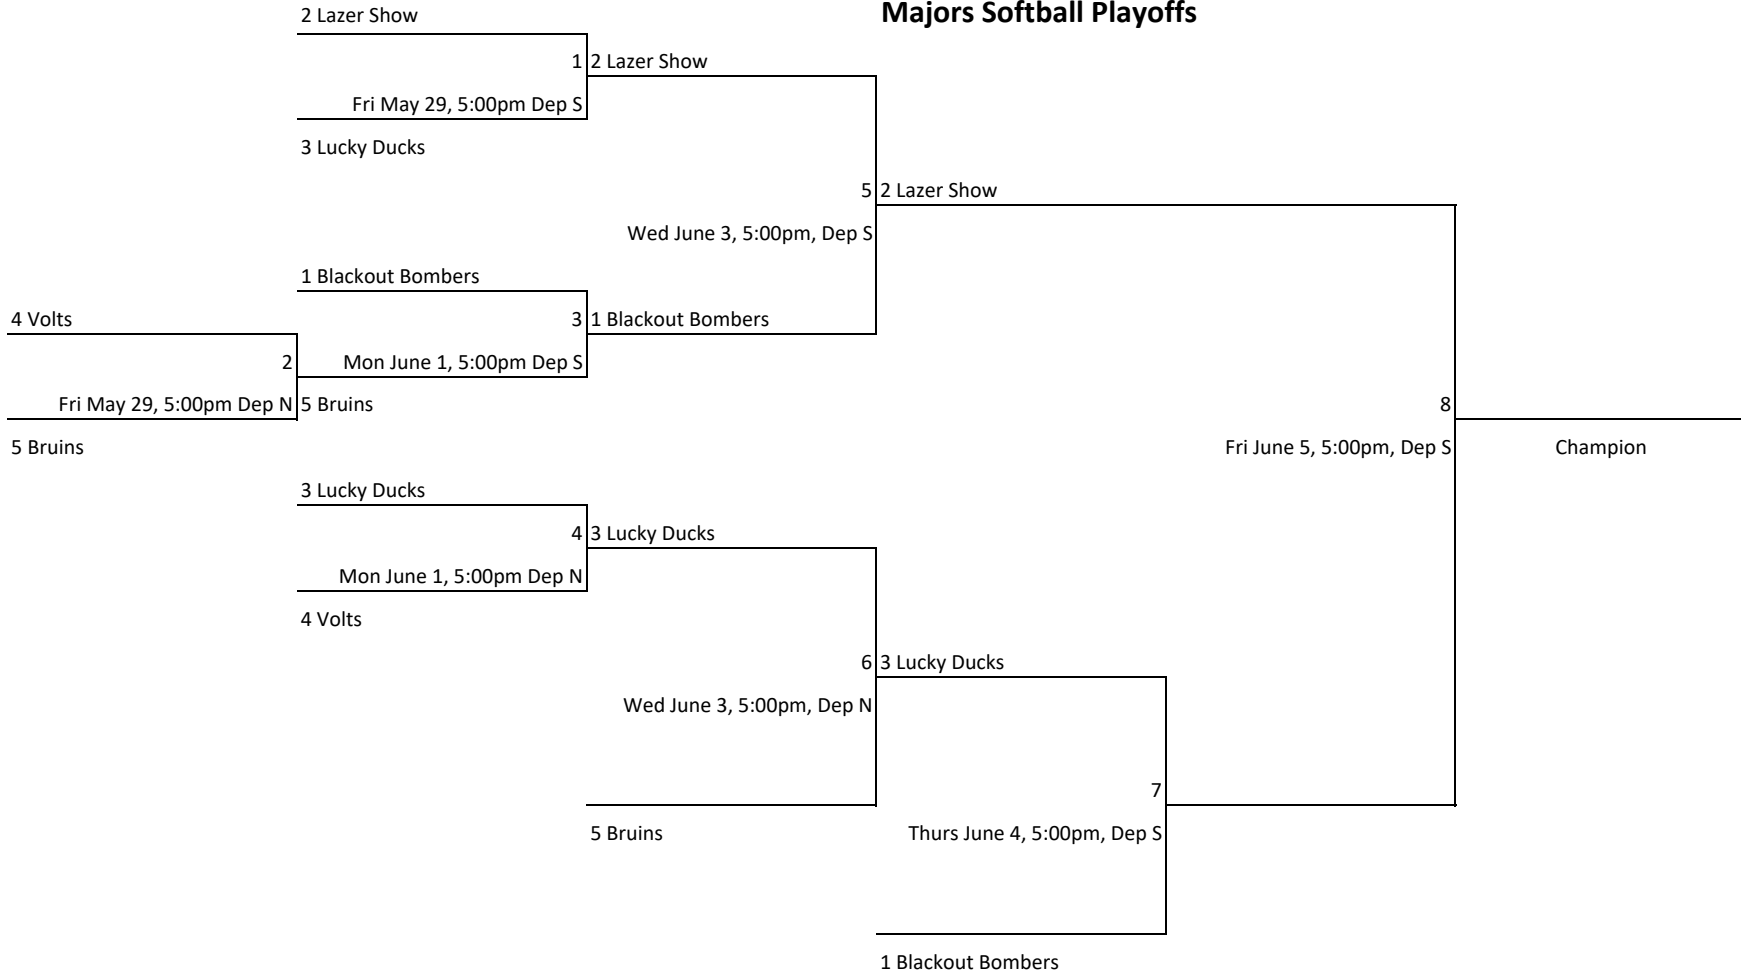 Majors Softball Playoffs
2 Lazer Show
1 2 Lazer Show
Fri May 29, 5:00pm Dep S
3 Lucky Ducks
5 2 Lazer Show
Wed June 3, 5:00pm, Dep S
1 Blackout Bombers
4 Volts
3 1 Blackout Bombers
2
Mon June 1, 5:00pm Dep S
Fri May 29, 5:00pm Dep N
5 Bruins
8
5 Bruins
Fri June 5, 5:00pm, Dep S
Champion
3 Lucky Ducks
4 3 Lucky Ducks
Mon June 1, 5:00pm Dep N
4 Volts
6 3 Lucky Ducks
Wed June 3, 5:00pm, Dep N
7
5 Bruins
Thurs June 4, 5:00pm, Dep S
1 Blackout Bombers